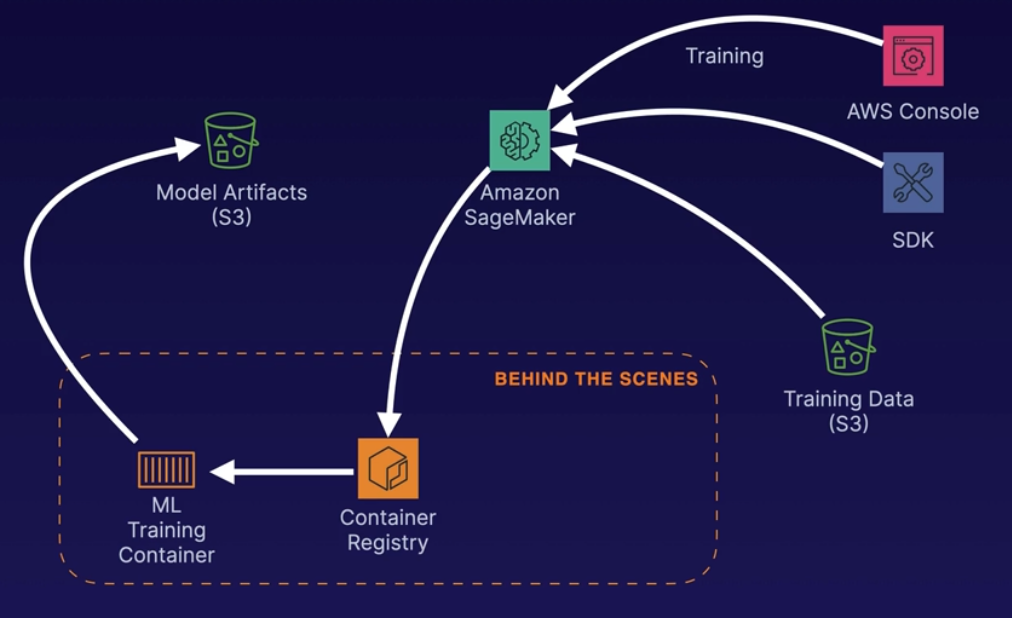 Training
AWS Console
Model Artifacts
(S3)
Amazon
SageMaker
SDK
BEHIND THE SCENES
Training Data
(S3)
ML
Training
Container
Container
Registry